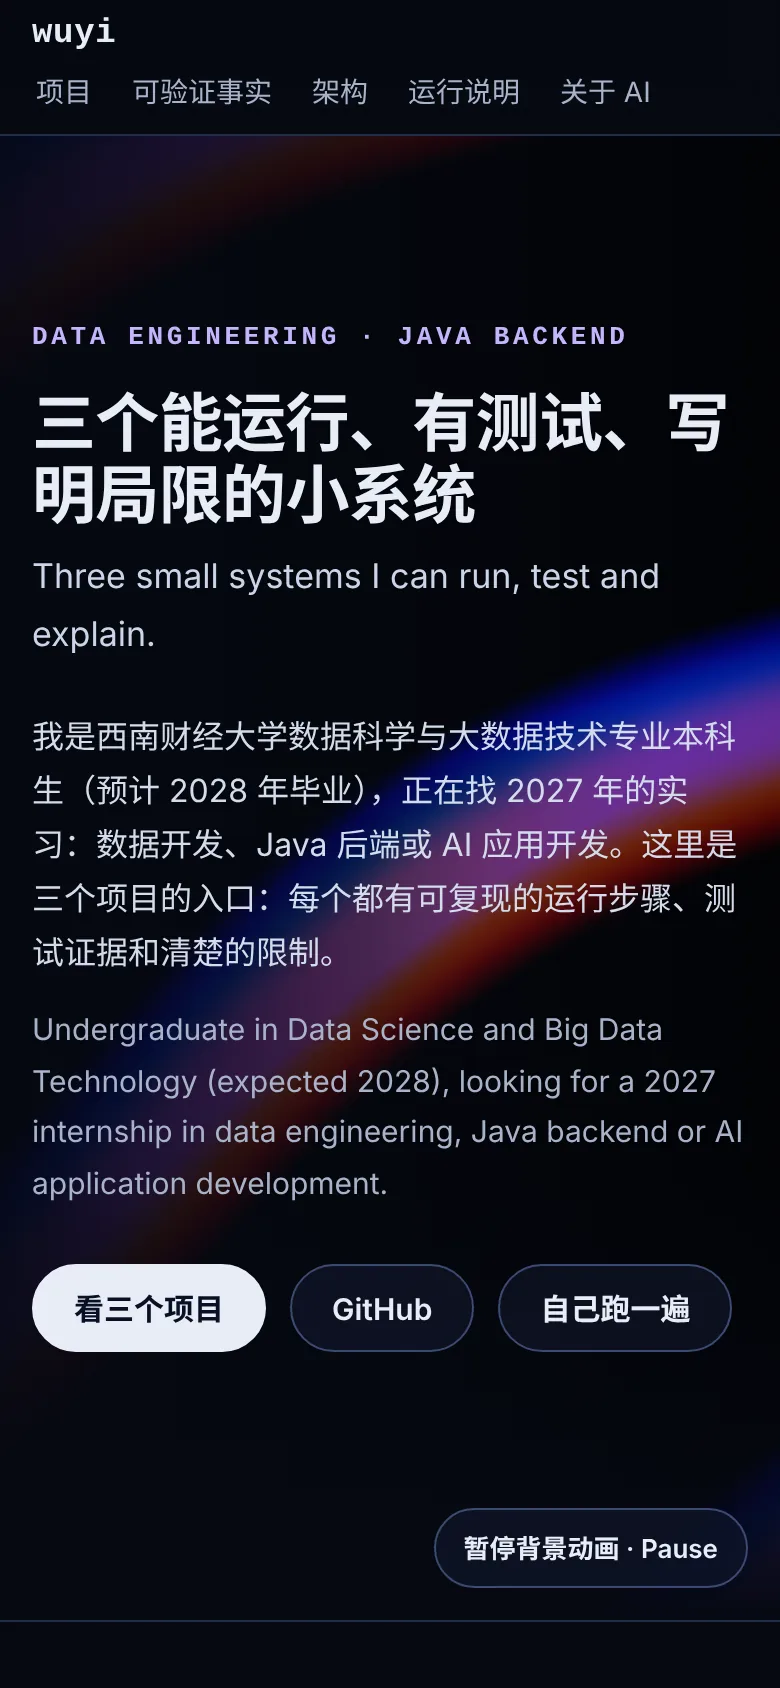 wuyi
项目 可验证事实 架构 运行说明 关于 AI
DATA ENGINEERING · JAVA BACKEND
三个能运行、有测试、写
明局限的小系统
Three small systems I can run, test and
explain.
我是西南财经大学数据科学与大数据技术专业本科
生（预计 2028 年毕业），正在找 2027 年的实
习：数据开发、Java 后端或 AI 应用开发。这里是
三个项目的入口：每个都有可复现的运行步骤、测
试证据和清楚的限制。
Undergraduate in Data Science and Big Data
Technology (expected 2028), looking for a 2027
internship in data engineering, Java backend or AI
application development.
看三个项目 GitHub 自己跑一遍
暂停背景动画 · Pause